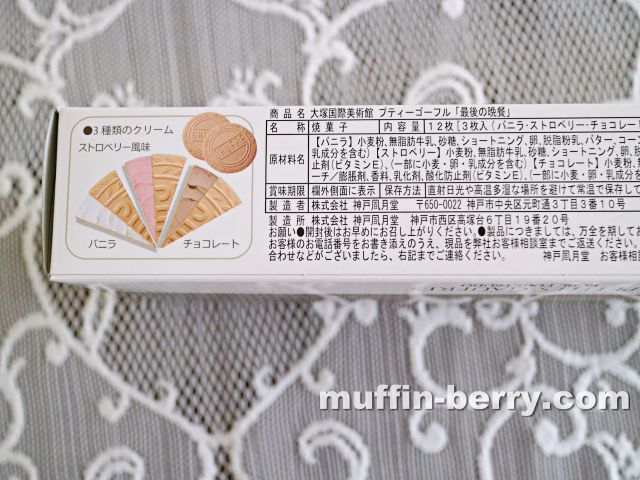 ●3種類のクリーム
ストロベリー風味
バニラ
チョコレート
商品名 大塚国際美術館 プティーゴーフル「最後の晩餐」
名称 焼菓子 内容量 12枚〔3枚入(バニラ・ストロベリー・チョコレー
原材料名 【バニラ】小麦粉、無脂肪牛乳、砂糖、ショートニング、卵、脱脂粉乳、バター、コーン
乳成分を含む)【ストロベリー】小麦粉、無脂肪牛乳、砂糖、ショートニング、卵、脱
止剤(ビタミンE)、(一部に小麦・卵・乳成分を含む)【チョコレート】小麦粉、
ーチ/膨脹剤、香料、乳化剤、酸化防止剤(ビタミンE)、(一部に小麦・卵・乳成分
賞味期限 欄外側面に表示 保存方法 直射日光や高温多湿な場所を避けて常温で保存して
製造者 株式会社 神戸凮月堂 〒650-0022 神戸市中央区元町通3丁目3番10号
製造所 株式会社 神戸凮月堂 神戸市西区高塚台6丁目19番20号
お願い●開封後はお早めにお召し上がりください。●製品につきましては、万全を期してお
お客様のお電話番号をお書き添えのうえ、現品を弊社お客様相談室までご返送ください。
合わせなどがございましたら、右記までご連絡ください。 神戸凮月堂 お客様相談
muffin-berry.com